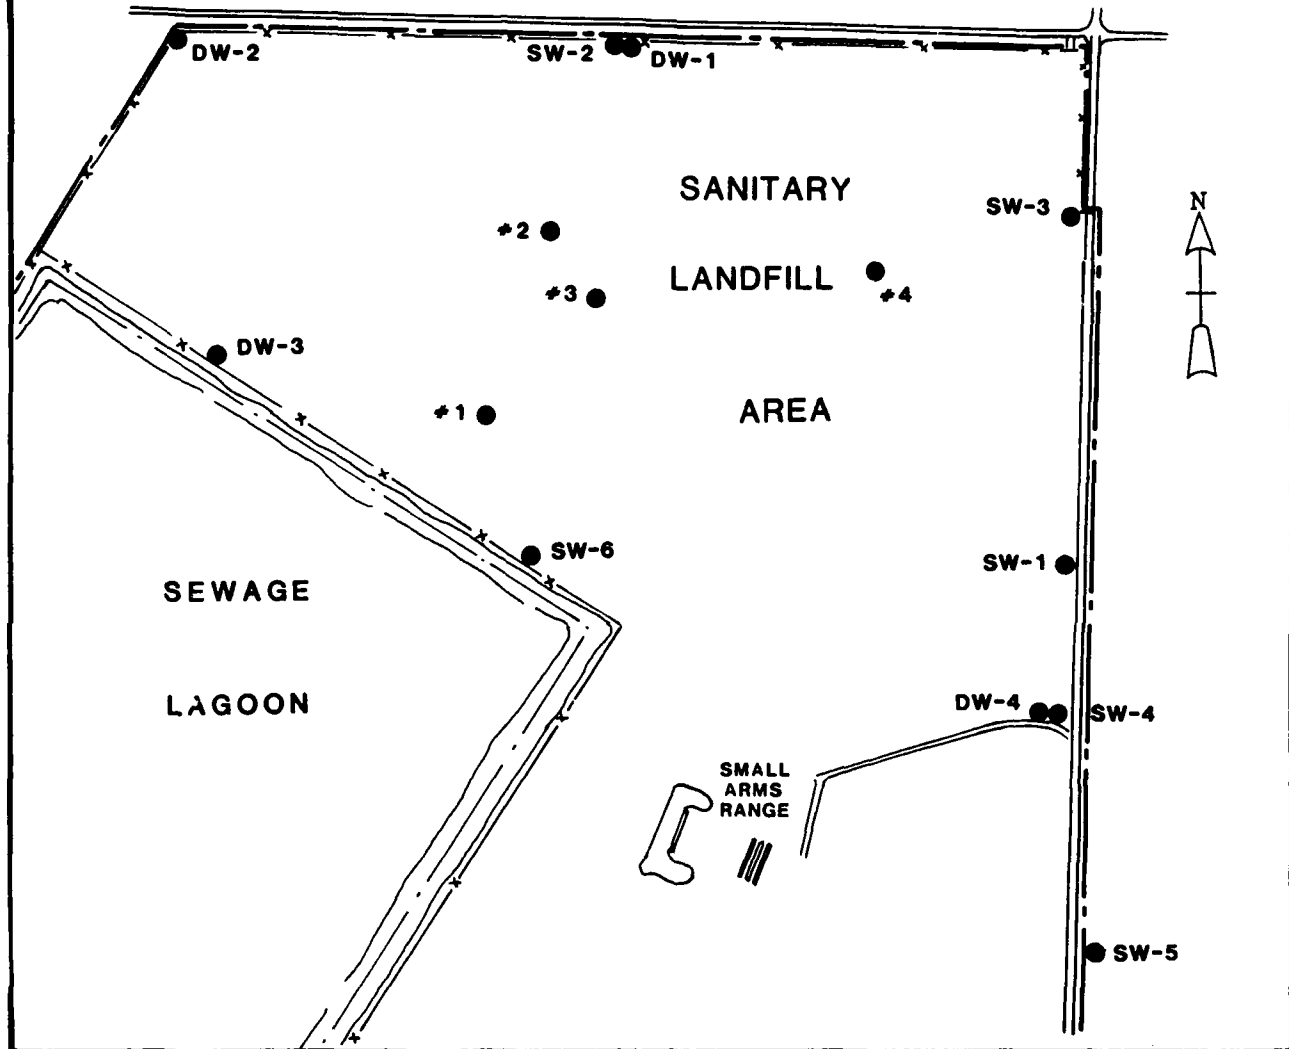 DW-2
SW-2
DW-1
SANITARY
SW-3
N
#2
LANDFILL
#3
#4
DW-3
AREA
#1
SW-6
SW-1
SEWAGE
LAGOON
DW-4
SW-4
SMALL
ARMS
RANGE
SW-5